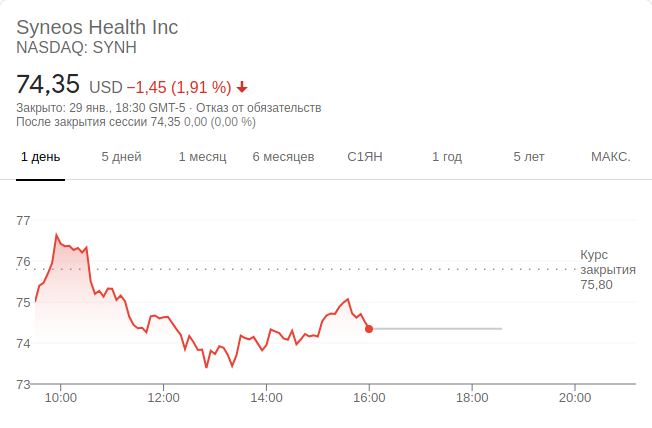 Syneos Health Inc
NASDAQ: SYNH
74,35 USD −1,45 (1,91 %)
Закрыто: 29 янв., 18:30 GMT-5 · Отказ от обязательств
После закрытия сессии 74,35 0,00 (0,00 %)
1 день 5 дней 1 месяц 6 месяцев С1ЯН 1 год 5 лет МАКС.
77
76
75
74
73
Курс
закрытия
75,80
10:00 12:00 14:00 16:00 18:00 20:00